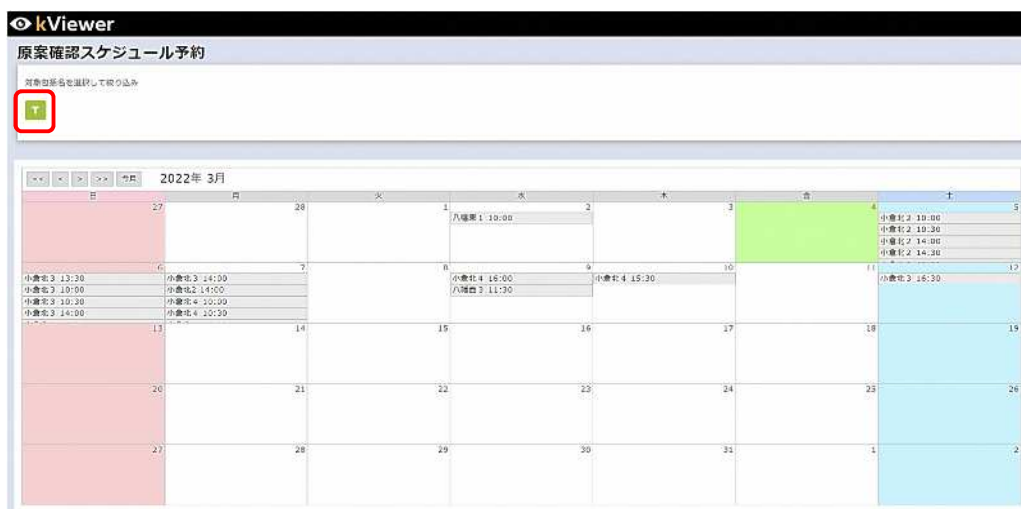 kViewer
原案確認スケジュール予約
対象包括名を選択して絞り込み
<< < > >> 今月 2022年 3月
日 月 火 水 木 金 土
27 28 1 2 3 4 5
八幡東1 10:00
小倉北2 10:00
小倉北2 10:30
小倉北2 14:00
小倉北2 14:30
6 7 8 9 10 11 12
小倉北3 13:30 小倉北3 14:00 小倉北4 16:00 小倉北4 15:30 小倉北3 16:30
小倉北3 10:00 小倉北2 14:00 八幡西3 11:30
小倉北3 10:30 小倉北4 10:00
小倉北3 14:00 小倉北4 10:30
13 14 15 16 17 18 19
20 21 22 23 24 25 26
27 28 29 30 31 1 2